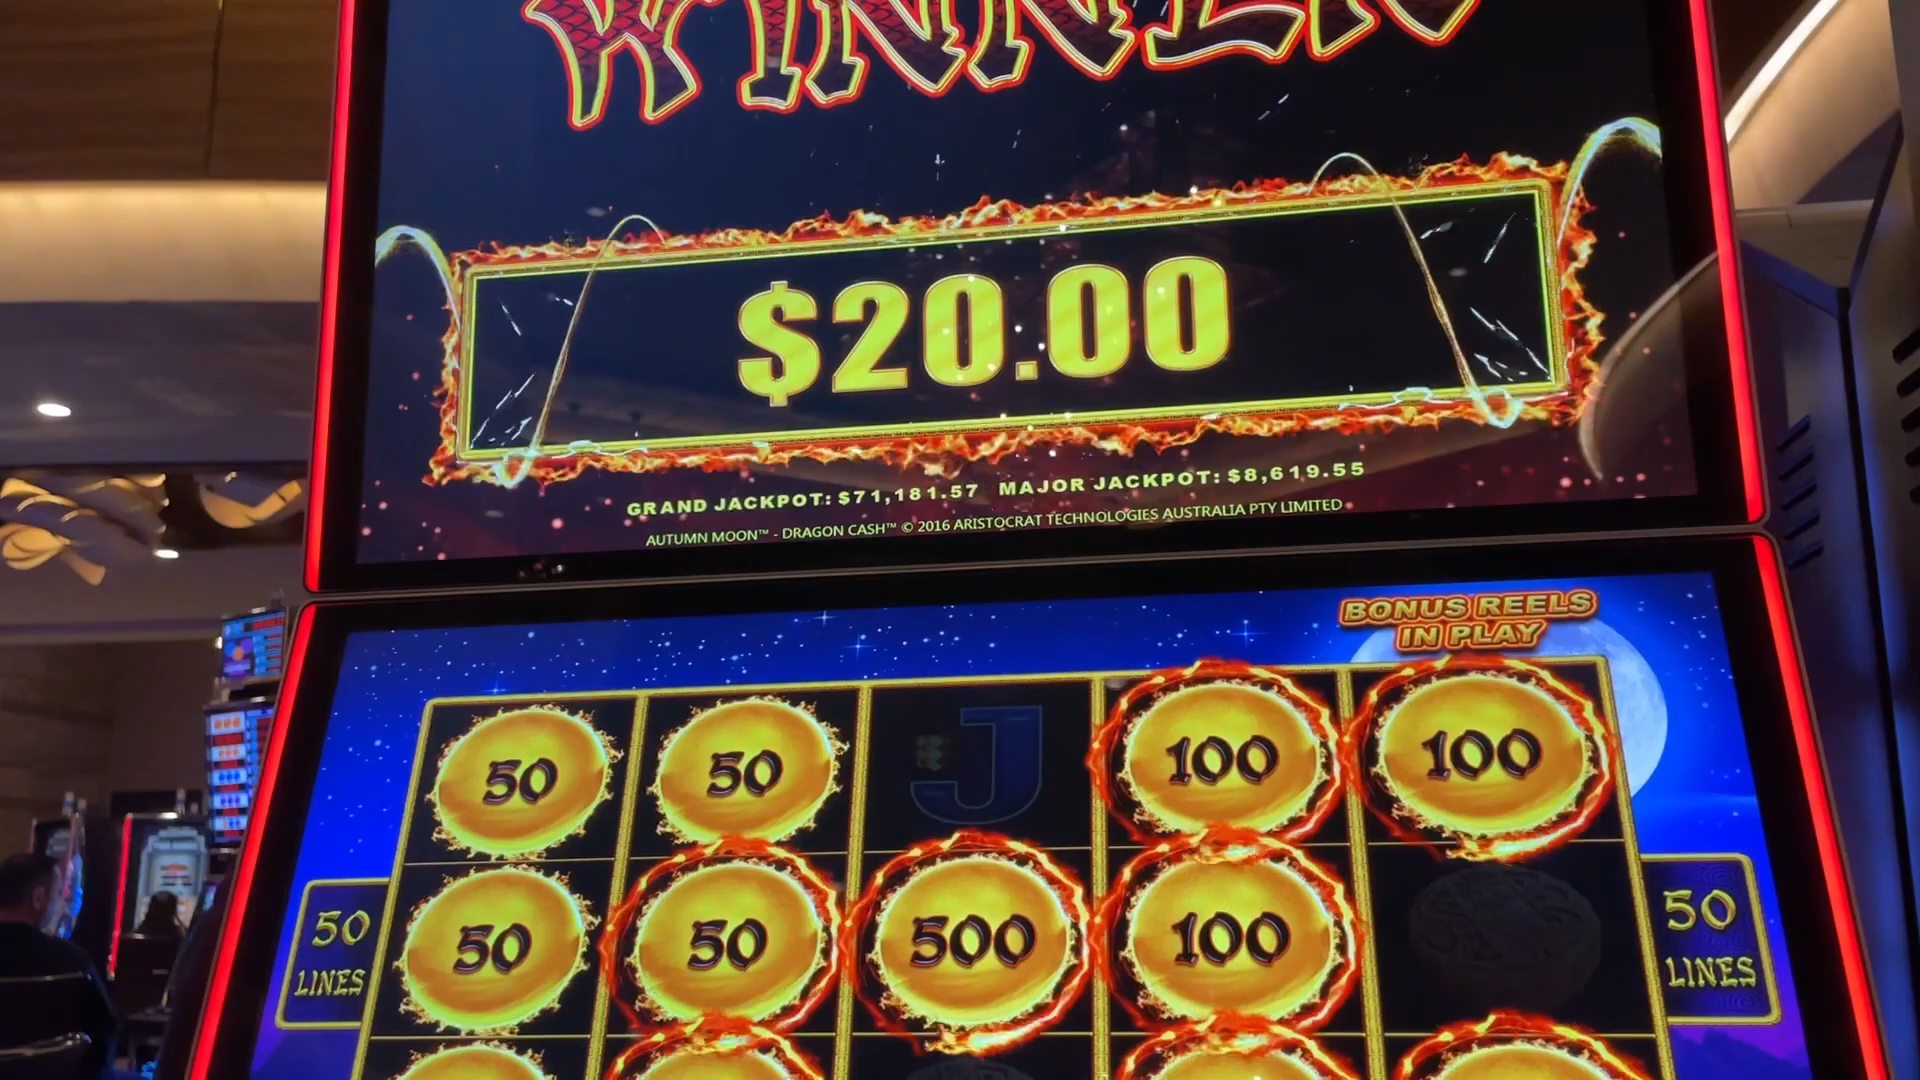 WINNER
$20.00
GRAND JACKPOT: $71,181.57 MAJOR JACKPOT: $8,619.55
AUTUMN MOON™ - DRAGON CASH™ © 2016 ARISTOCRAT TECHNOLOGIES AUSTRALIA PTY LIMITED
BONUS REELS
IN PLAY
50 50 J 100 100
50 50 500 100
50
LINES
50
LINES